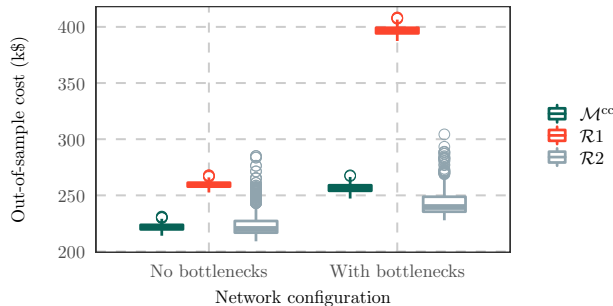 Out-of-sample cost (k$)
400
350
300
250
200
No bottlenecks
With bottlenecks
Network configuration
ℳᶜᶜ
ℛ1
ℛ2